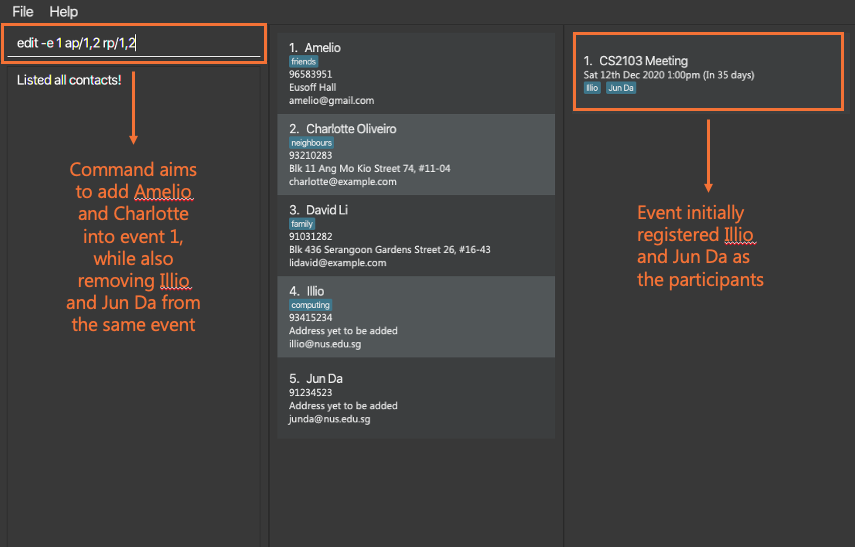 File Help
edit -e 1 ap/1,2 rp/1,2
Listed all contacts!
Command aims
to add Amelio
and Charlotte
into event 1,
while also
removing Illio
and Jun Da from
the same event
1. Amelio
friends
96583951
Eusoff Hall
amelio@gmail.com
2. Charlotte Oliveiro
neighbours
93210283
Blk 11 Ang Mo Kio Street 74, #11-04
charlotte@example.com
3. David Li
family
91031282
Blk 436 Serangoon Gardens Street 26, #16-43
lidavid@example.com
4. Illio
computing
93415234
Address yet to be added
illio@nus.edu.sg
5. Jun Da
91234523
Address yet to be added
junda@nus.edu.sg
1. CS2103 Meeting
Sat 12th Dec 2020 1:00pm (In 35 days)
Illio Jun Da
Event initially
registered Illio
and Jun Da as
the participants